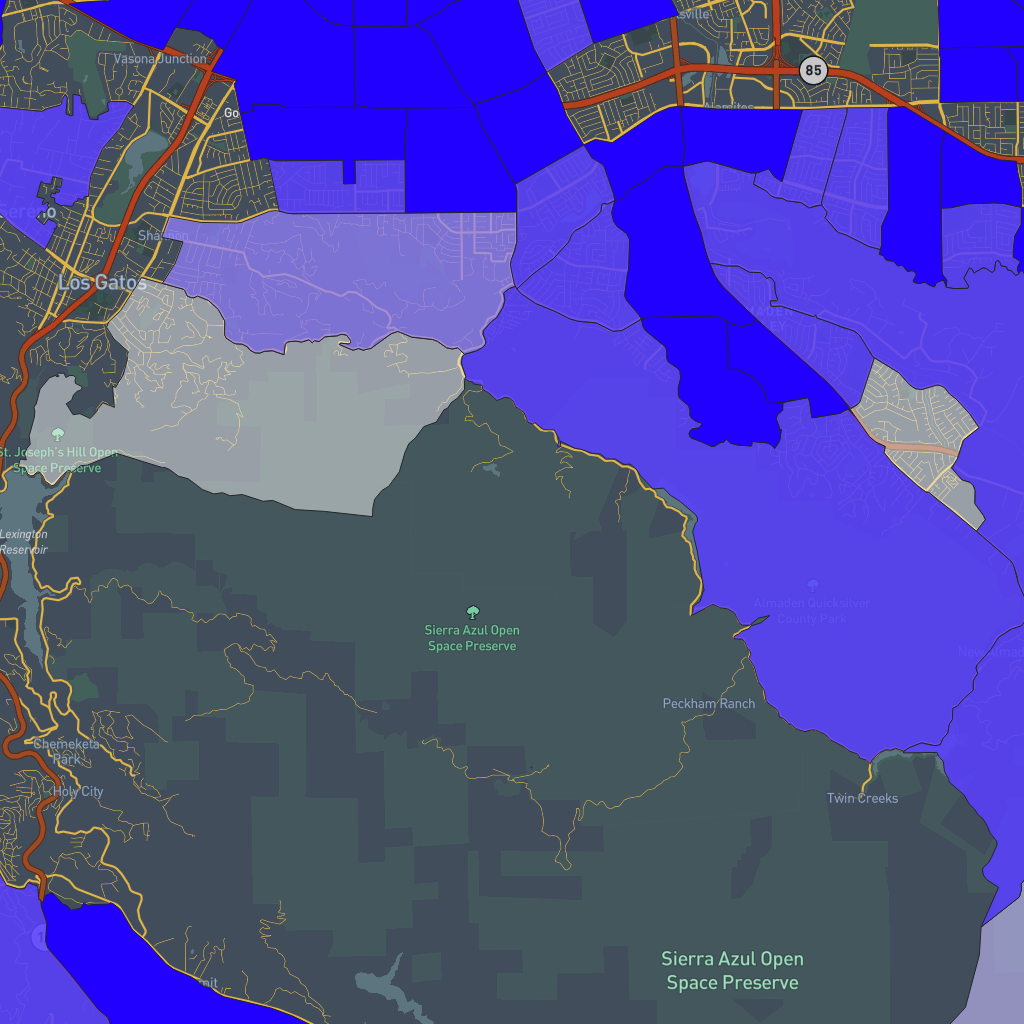 Vasona Junction
85
Los Gatos
St. Joseph's Hill Open
Space Preserve
Lexington
Reservoir
Almaden Quicksilver
County Park
Sierra Azul Open
Space Preserve
Peckham Ranch
Chemeketa
Park
Holy City
Twin Creeks
Sierra Azul Open
Space Preserve